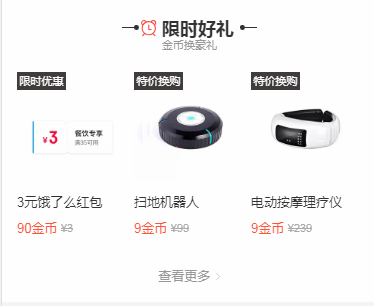 限时好礼
金币换豪礼
限时优惠
特价换购
特价换购
¥3
餐饮专享
满35可用
3元饿了么红包
扫地机器人
电动按摩理疗仪
90金币 ¥3
9金币 ¥99
9金币 ¥239
查看更多 >